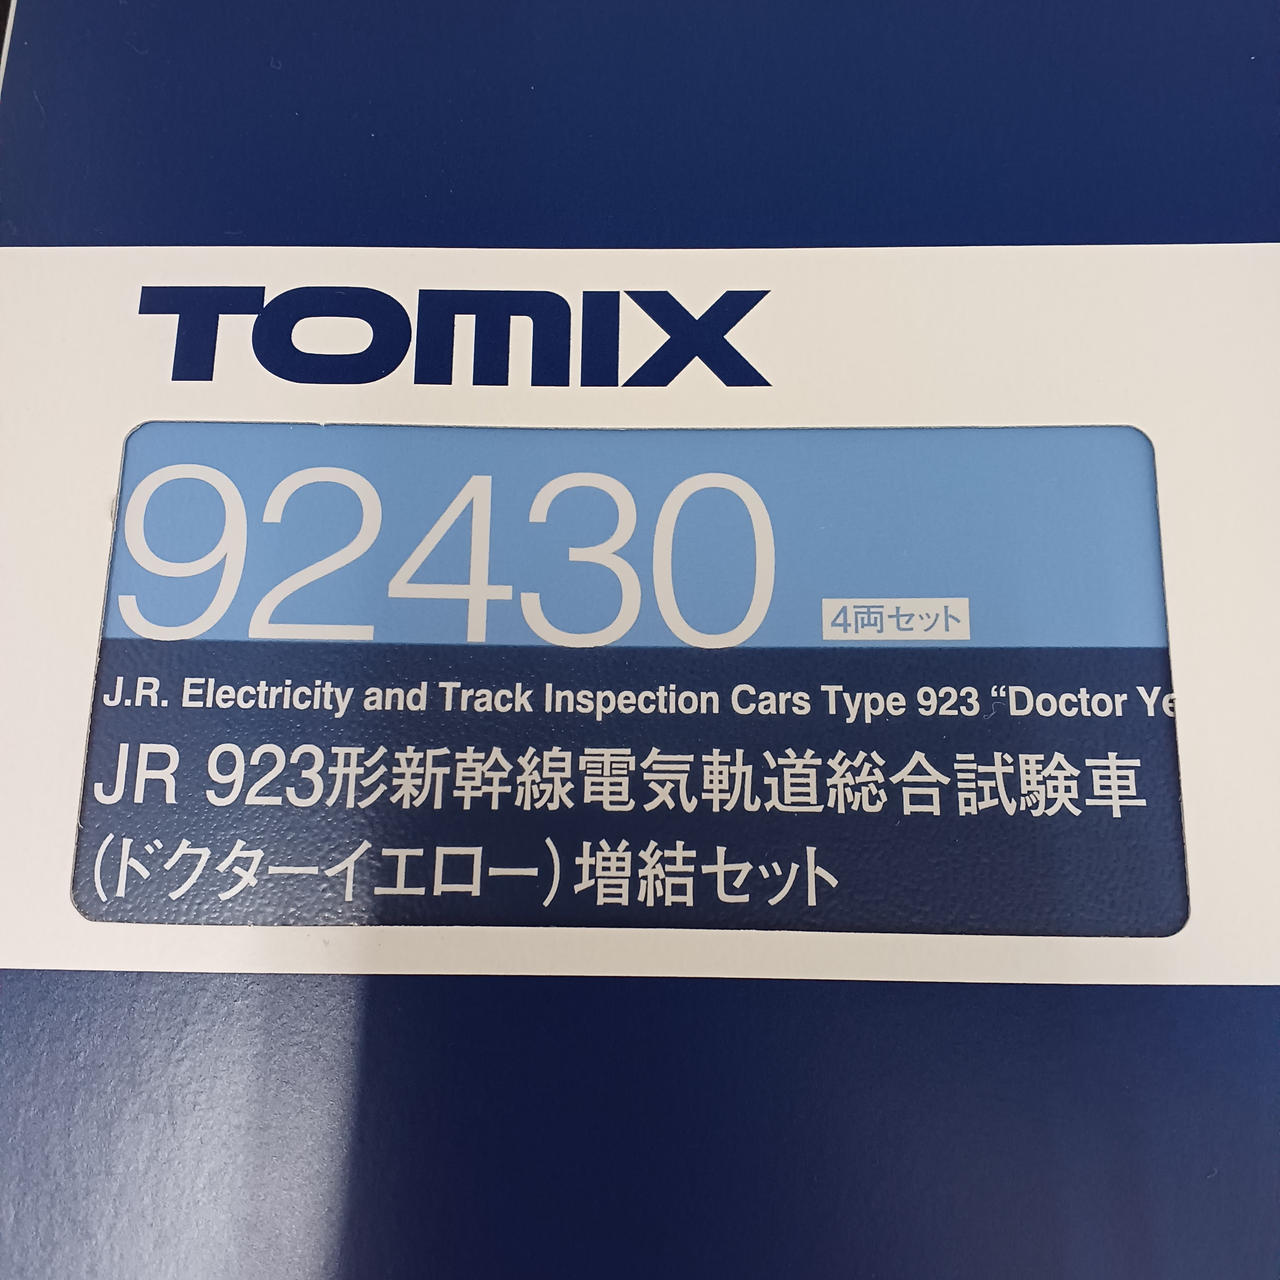 TOMIX
92430
4両セット
J.R. Electricity and Track Inspection Cars Type 923 “Doctor Ye
JR 923形新幹線電気軌道総合試験車
(ドクターイエロー)増結セット